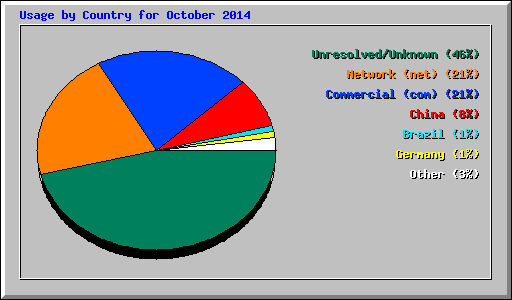 Usage by Country for October 2014
Unresolved/Unknown (46%)
Network (net) (21%)
Commercial (com) (21%)
China (8%)
Brazil (1%)
Germany (1%)
Other (3%)